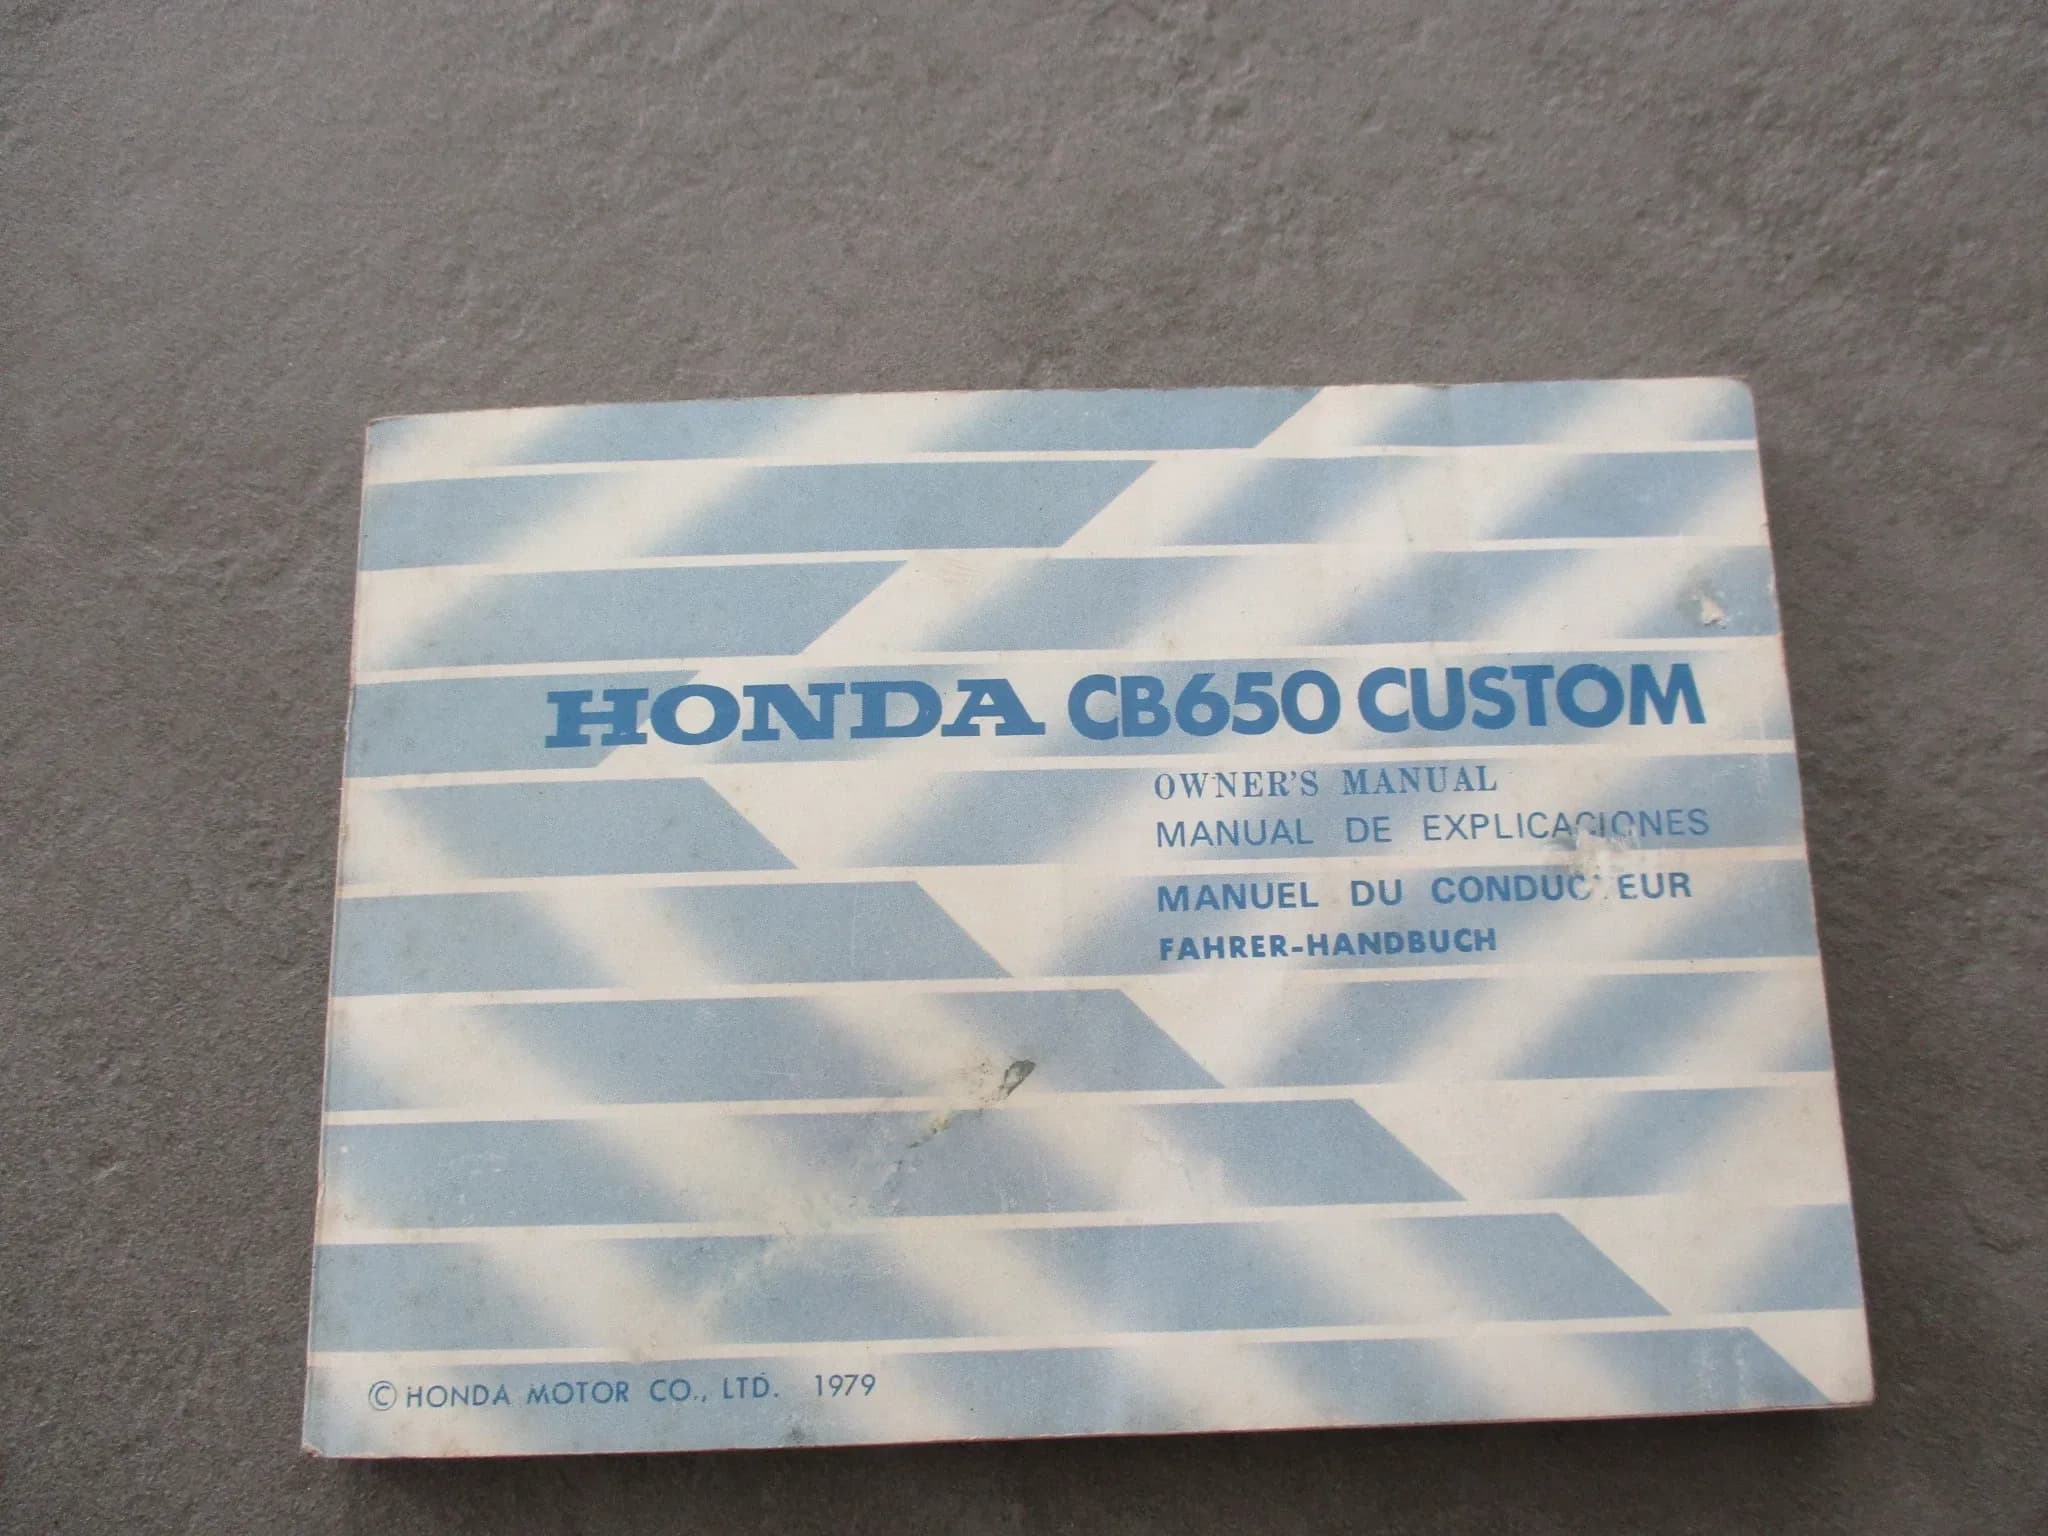 HONDA CB650 CUSTOM
OWNER'S MANUAL
MANUAL DE EXPLICACIONES
MANUEL DU CONDUCTEUR
FAHRER-HANDBUCH
© HONDA MOTOR CO., LTD. 1979